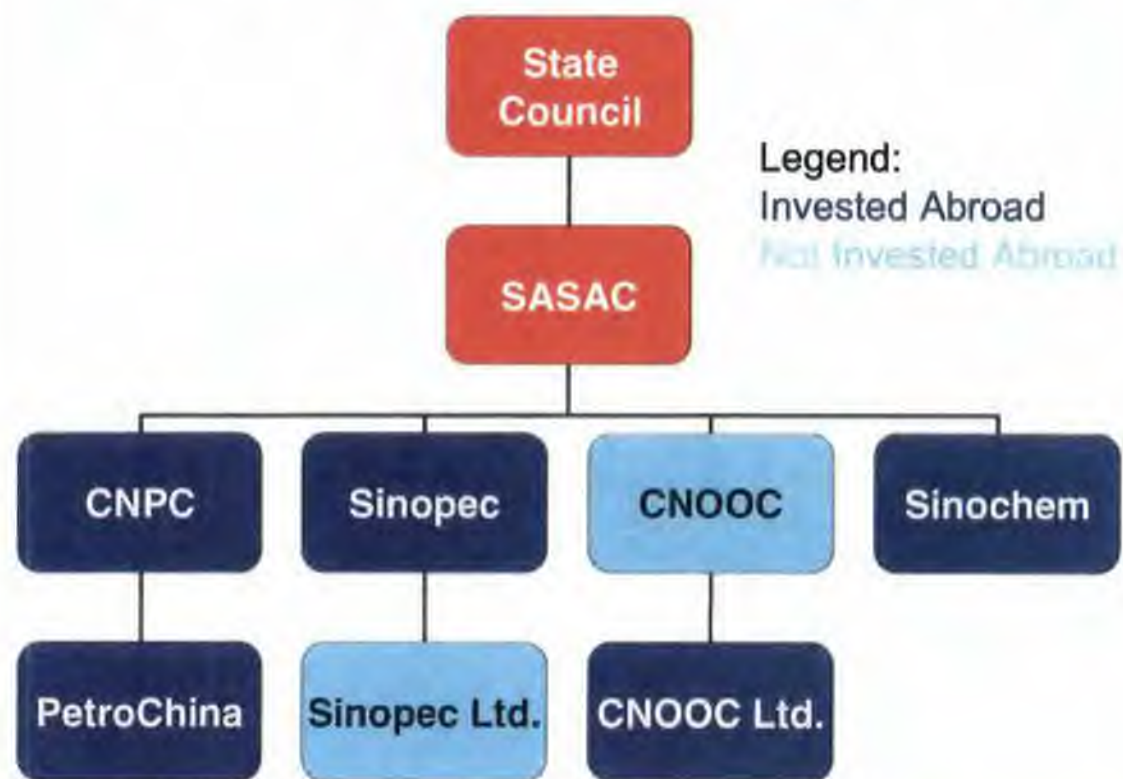 State
Council
Legend:
Invested Abroad
Not Invested Abroad
SASAC
CNPC
Sinopec
CNOOC
Sinochem
PetroChina
Sinopec Ltd.
CNOOC Ltd.